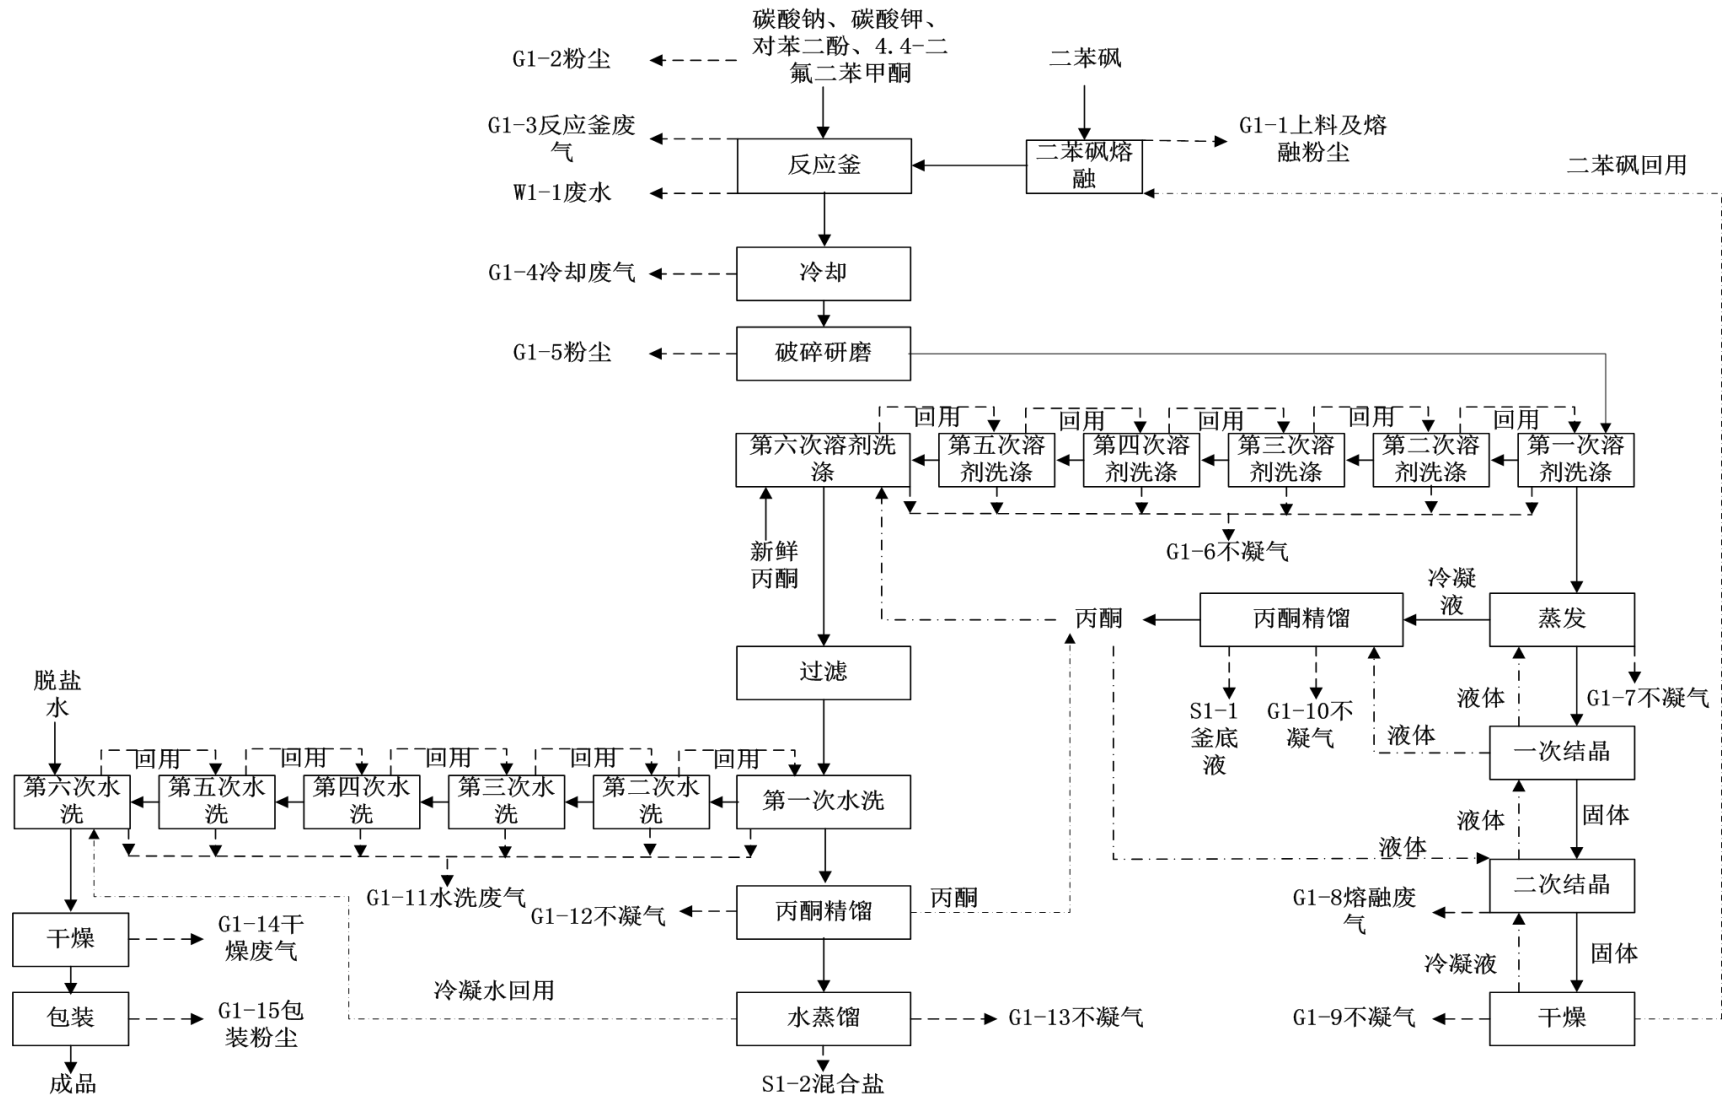 碳酸钠、碳酸钾、
对苯二酚、4.4-二
氟二苯甲酮
G1-2粉尘
二苯砜
G1-3反应釜废
气
反应釜
二苯砜熔
融
G1-1上料及熔
融粉尘
二苯砜回用
W1-1废水
G1-4冷却废气
冷却
G1-5粉尘
破碎研磨
回用
回用
回用
回用
回用
第六次溶剂洗
涤
第五次溶
剂洗涤
第四次溶
剂洗涤
第三次溶
剂洗涤
第二次溶
剂洗涤
第一次溶
剂洗涤
新鲜
丙酮
G1-6不凝气
冷凝
液
丙酮
丙酮精馏
蒸发
过滤
脱盐
水
S1-1
釜底
液
G1-10不
凝气
液体
G1-7不凝气
液体
一次结晶
回用
回用
回用
回用
回用
第六次水
洗
第五次水
洗
第四次水
洗
第三次水
洗
第二次水
洗
第一次水洗
液体
固体
液体
二次结晶
G1-11水洗废气
G1-12不凝气
丙酮精馏
丙酮
G1-8熔融废
气
干燥
G1-14干
燥废气
冷凝液
固体
冷凝水回用
包装
G1-15包
装粉尘
水蒸馏
G1-13不凝气
G1-9不凝气
干燥
成品
S1-2混合盐